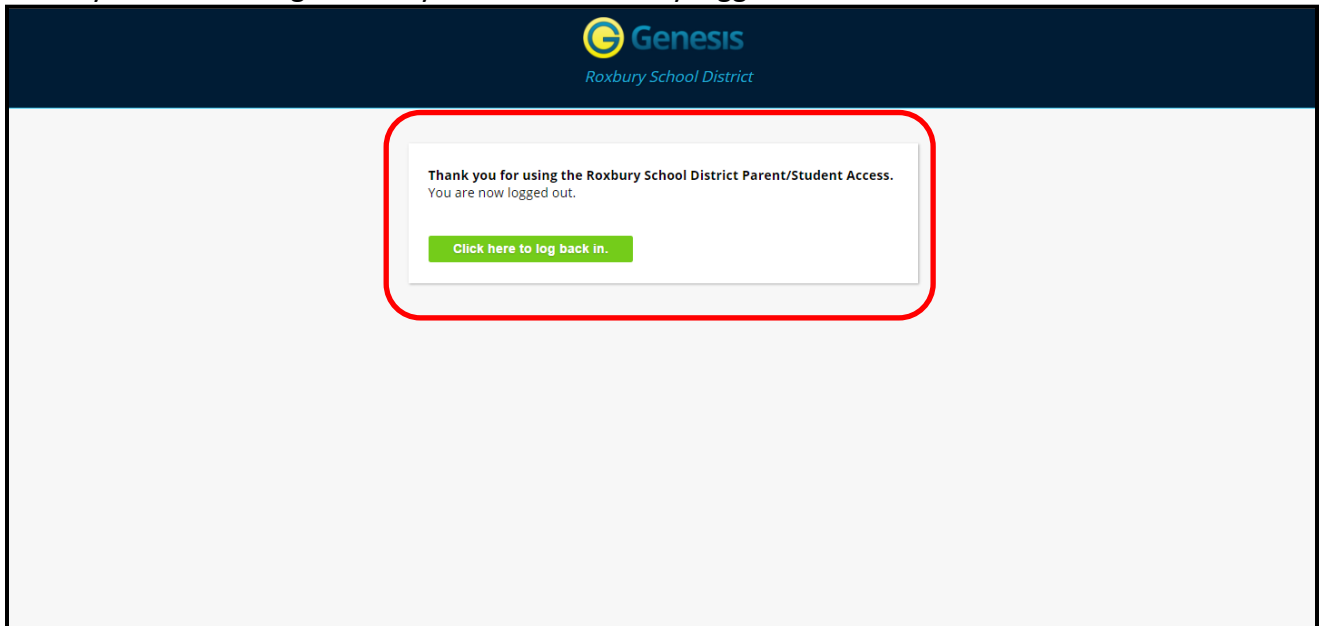 Genesis
Roxbury School District
Thank you for using the Roxbury School District Parent/Student Access.
You are now logged out.
Click here to log back in.